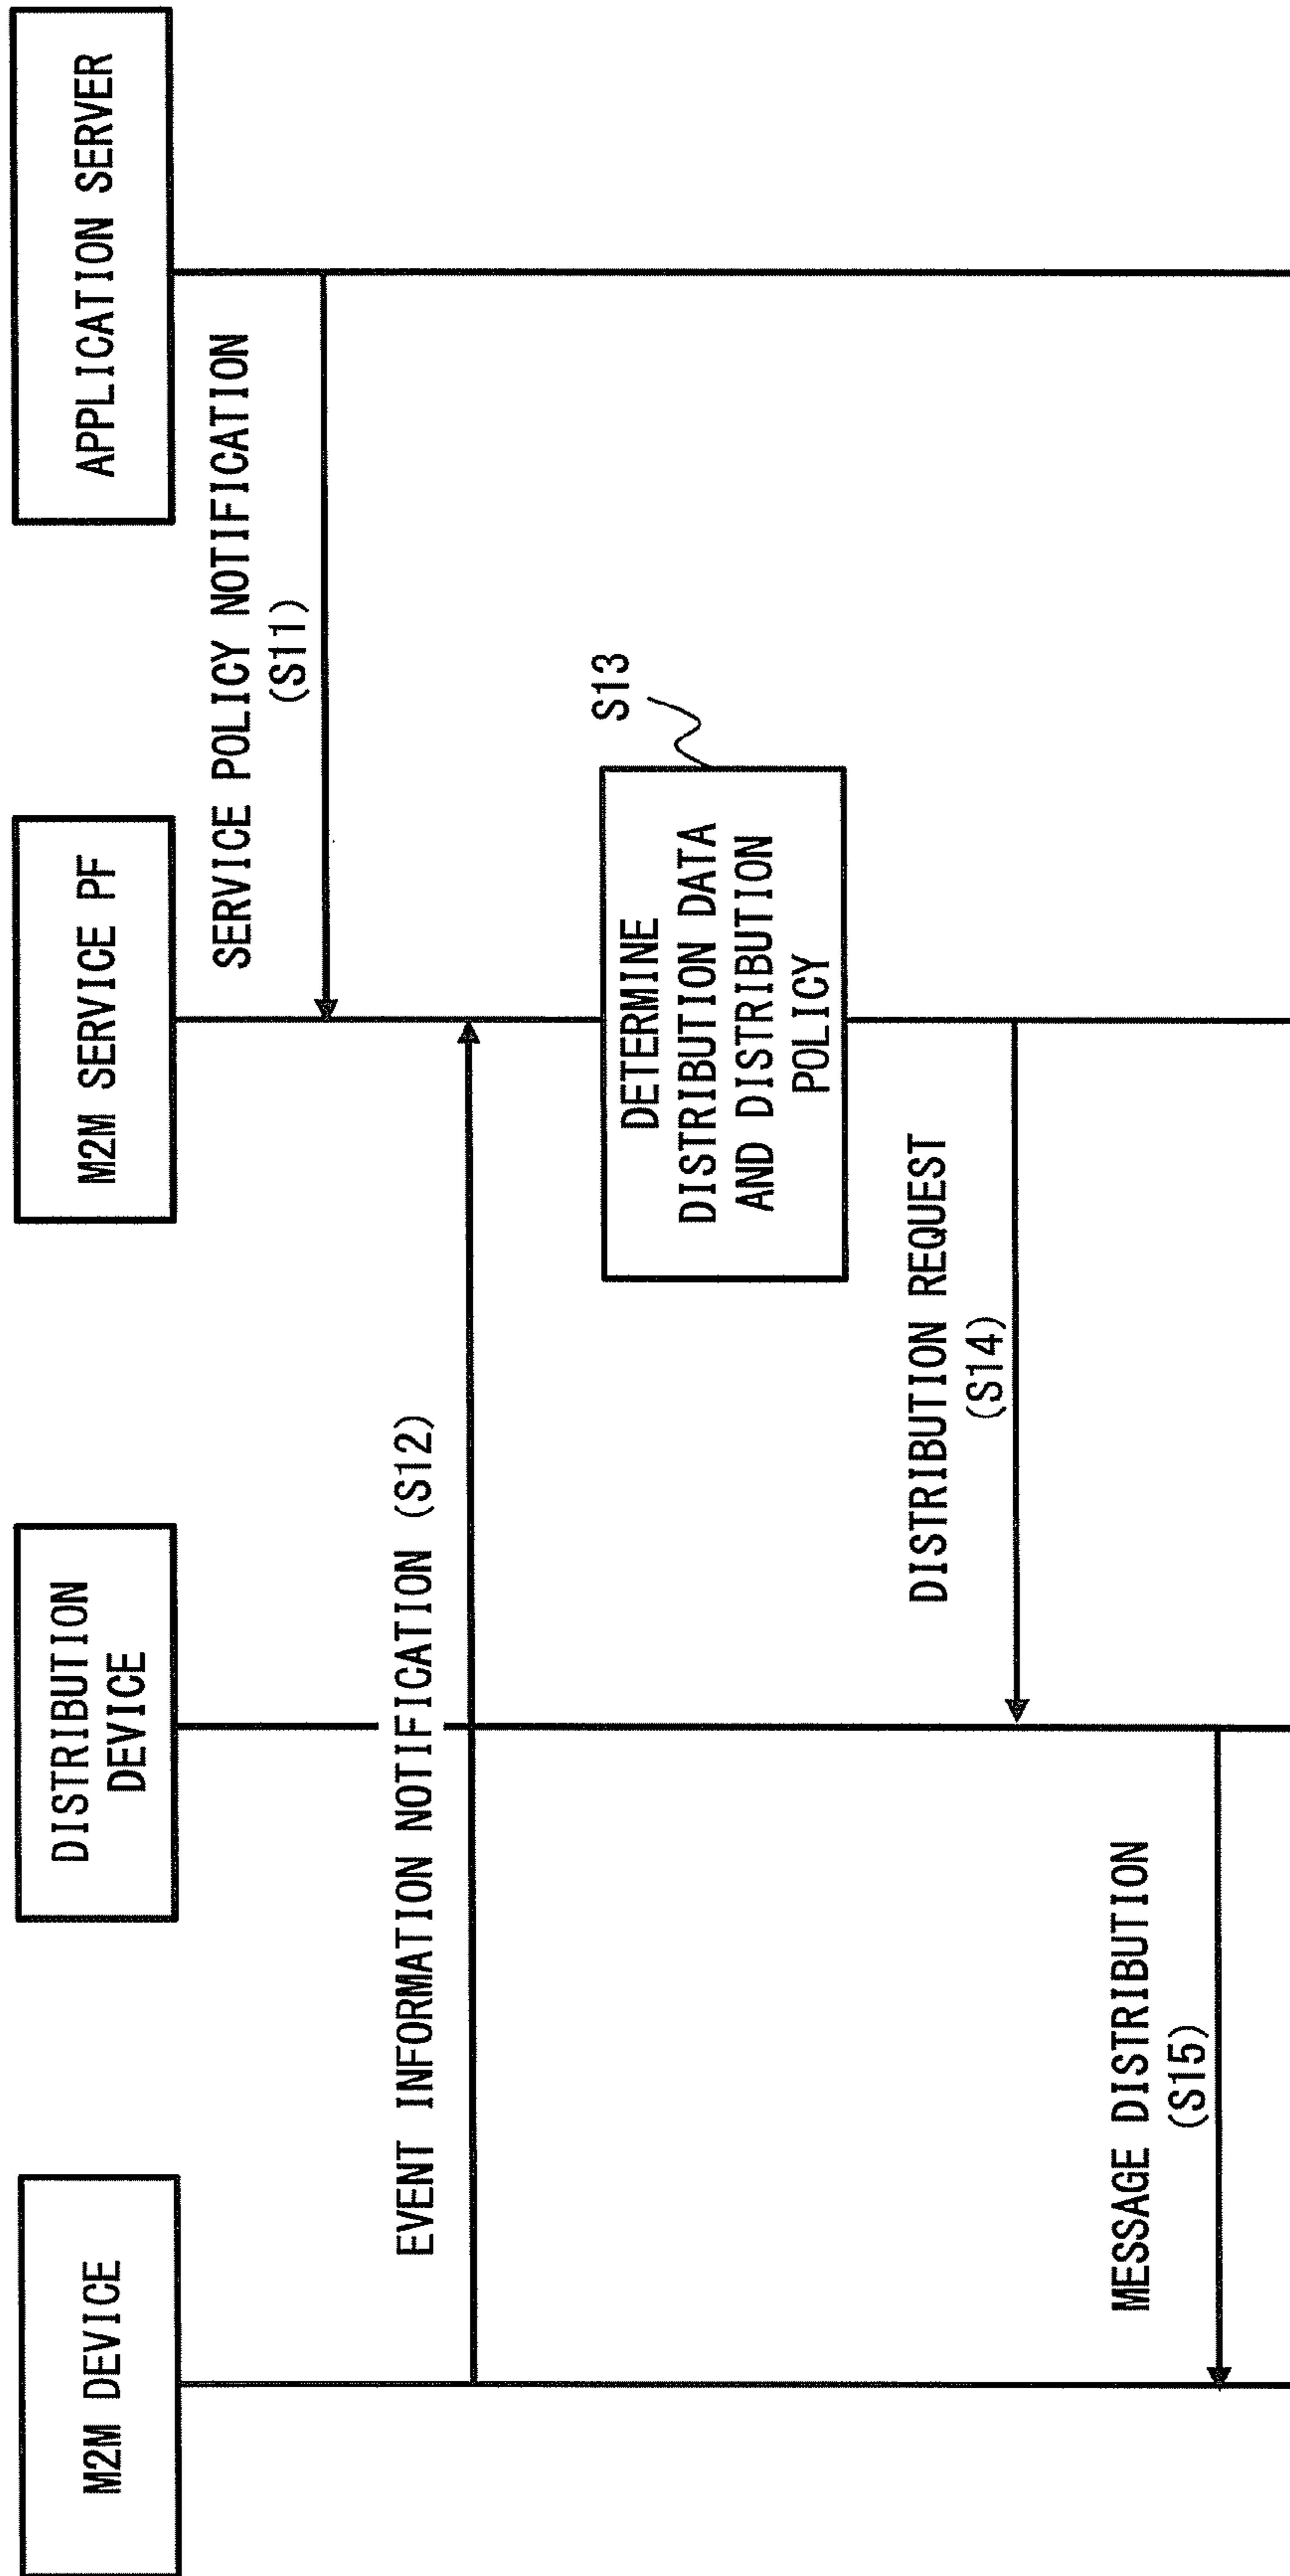 M2M DEVICE
DISTRIBUTION
DEVICE
M2M SERVICE PF
APPLICATION SERVER
SERVICE POLICY NOTIFICATION
(S11)
EVENT INFORMATION NOTIFICATION (S12)
S13
DETERMINE
DISTRIBUTION DATA
AND DISTRIBUTION
POLICY
DISTRIBUTION REQUEST
(S14)
MESSAGE DISTRIBUTION
(S15)